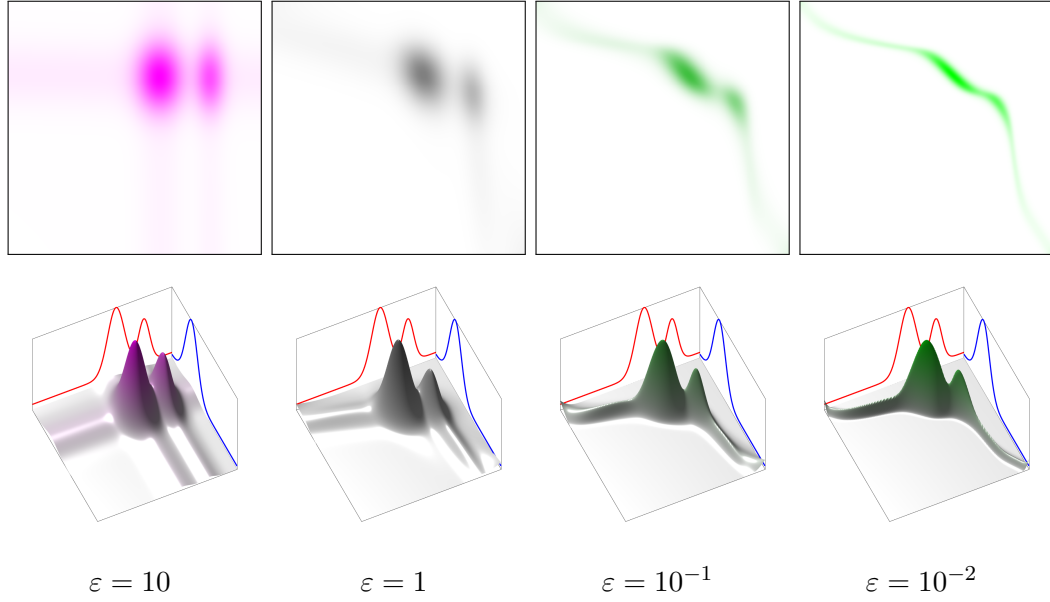 ε = 10 ε = 1 ε = 10⁻¹ ε = 10⁻²